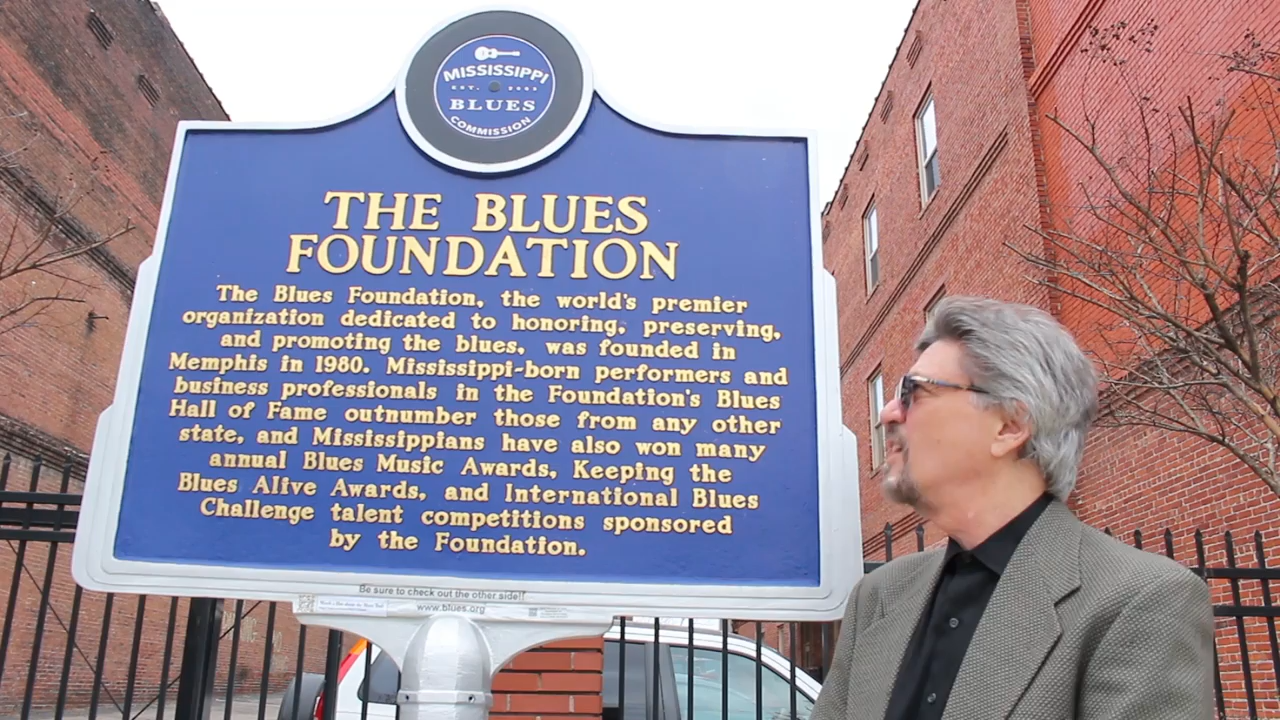 MISSISSIPPI
EST. 2003
BLUES
COMMISSION
THE BLUES
FOUNDATION
The Blues Foundation, the world's premier
organization dedicated to honoring, preserving,
and promoting the blues, was founded in
Memphis in 1980. Mississippi-born performers and
business professionals in the Foundation's Blues
Hall of Fame outnumber those from any other
state, and Mississippians have also won many
annual Blues Music Awards, Keeping the
Blues Alive Awards, and International Blues
Challenge talent competitions sponsored
by the Foundation.
Be sure to check out the other side!!
www.blues.org